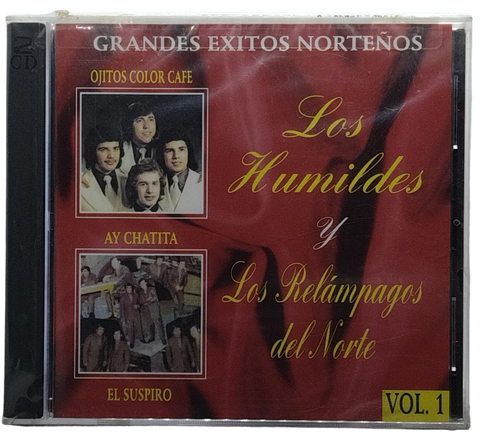 2
CD
GRANDES EXITOS NORTEÑOS
OJITOS COLOR CAFE
AY CHATITA
EL SUSPIRO
Los
Humildes
y
Los Relámpagos
del Norte
VOL. 1